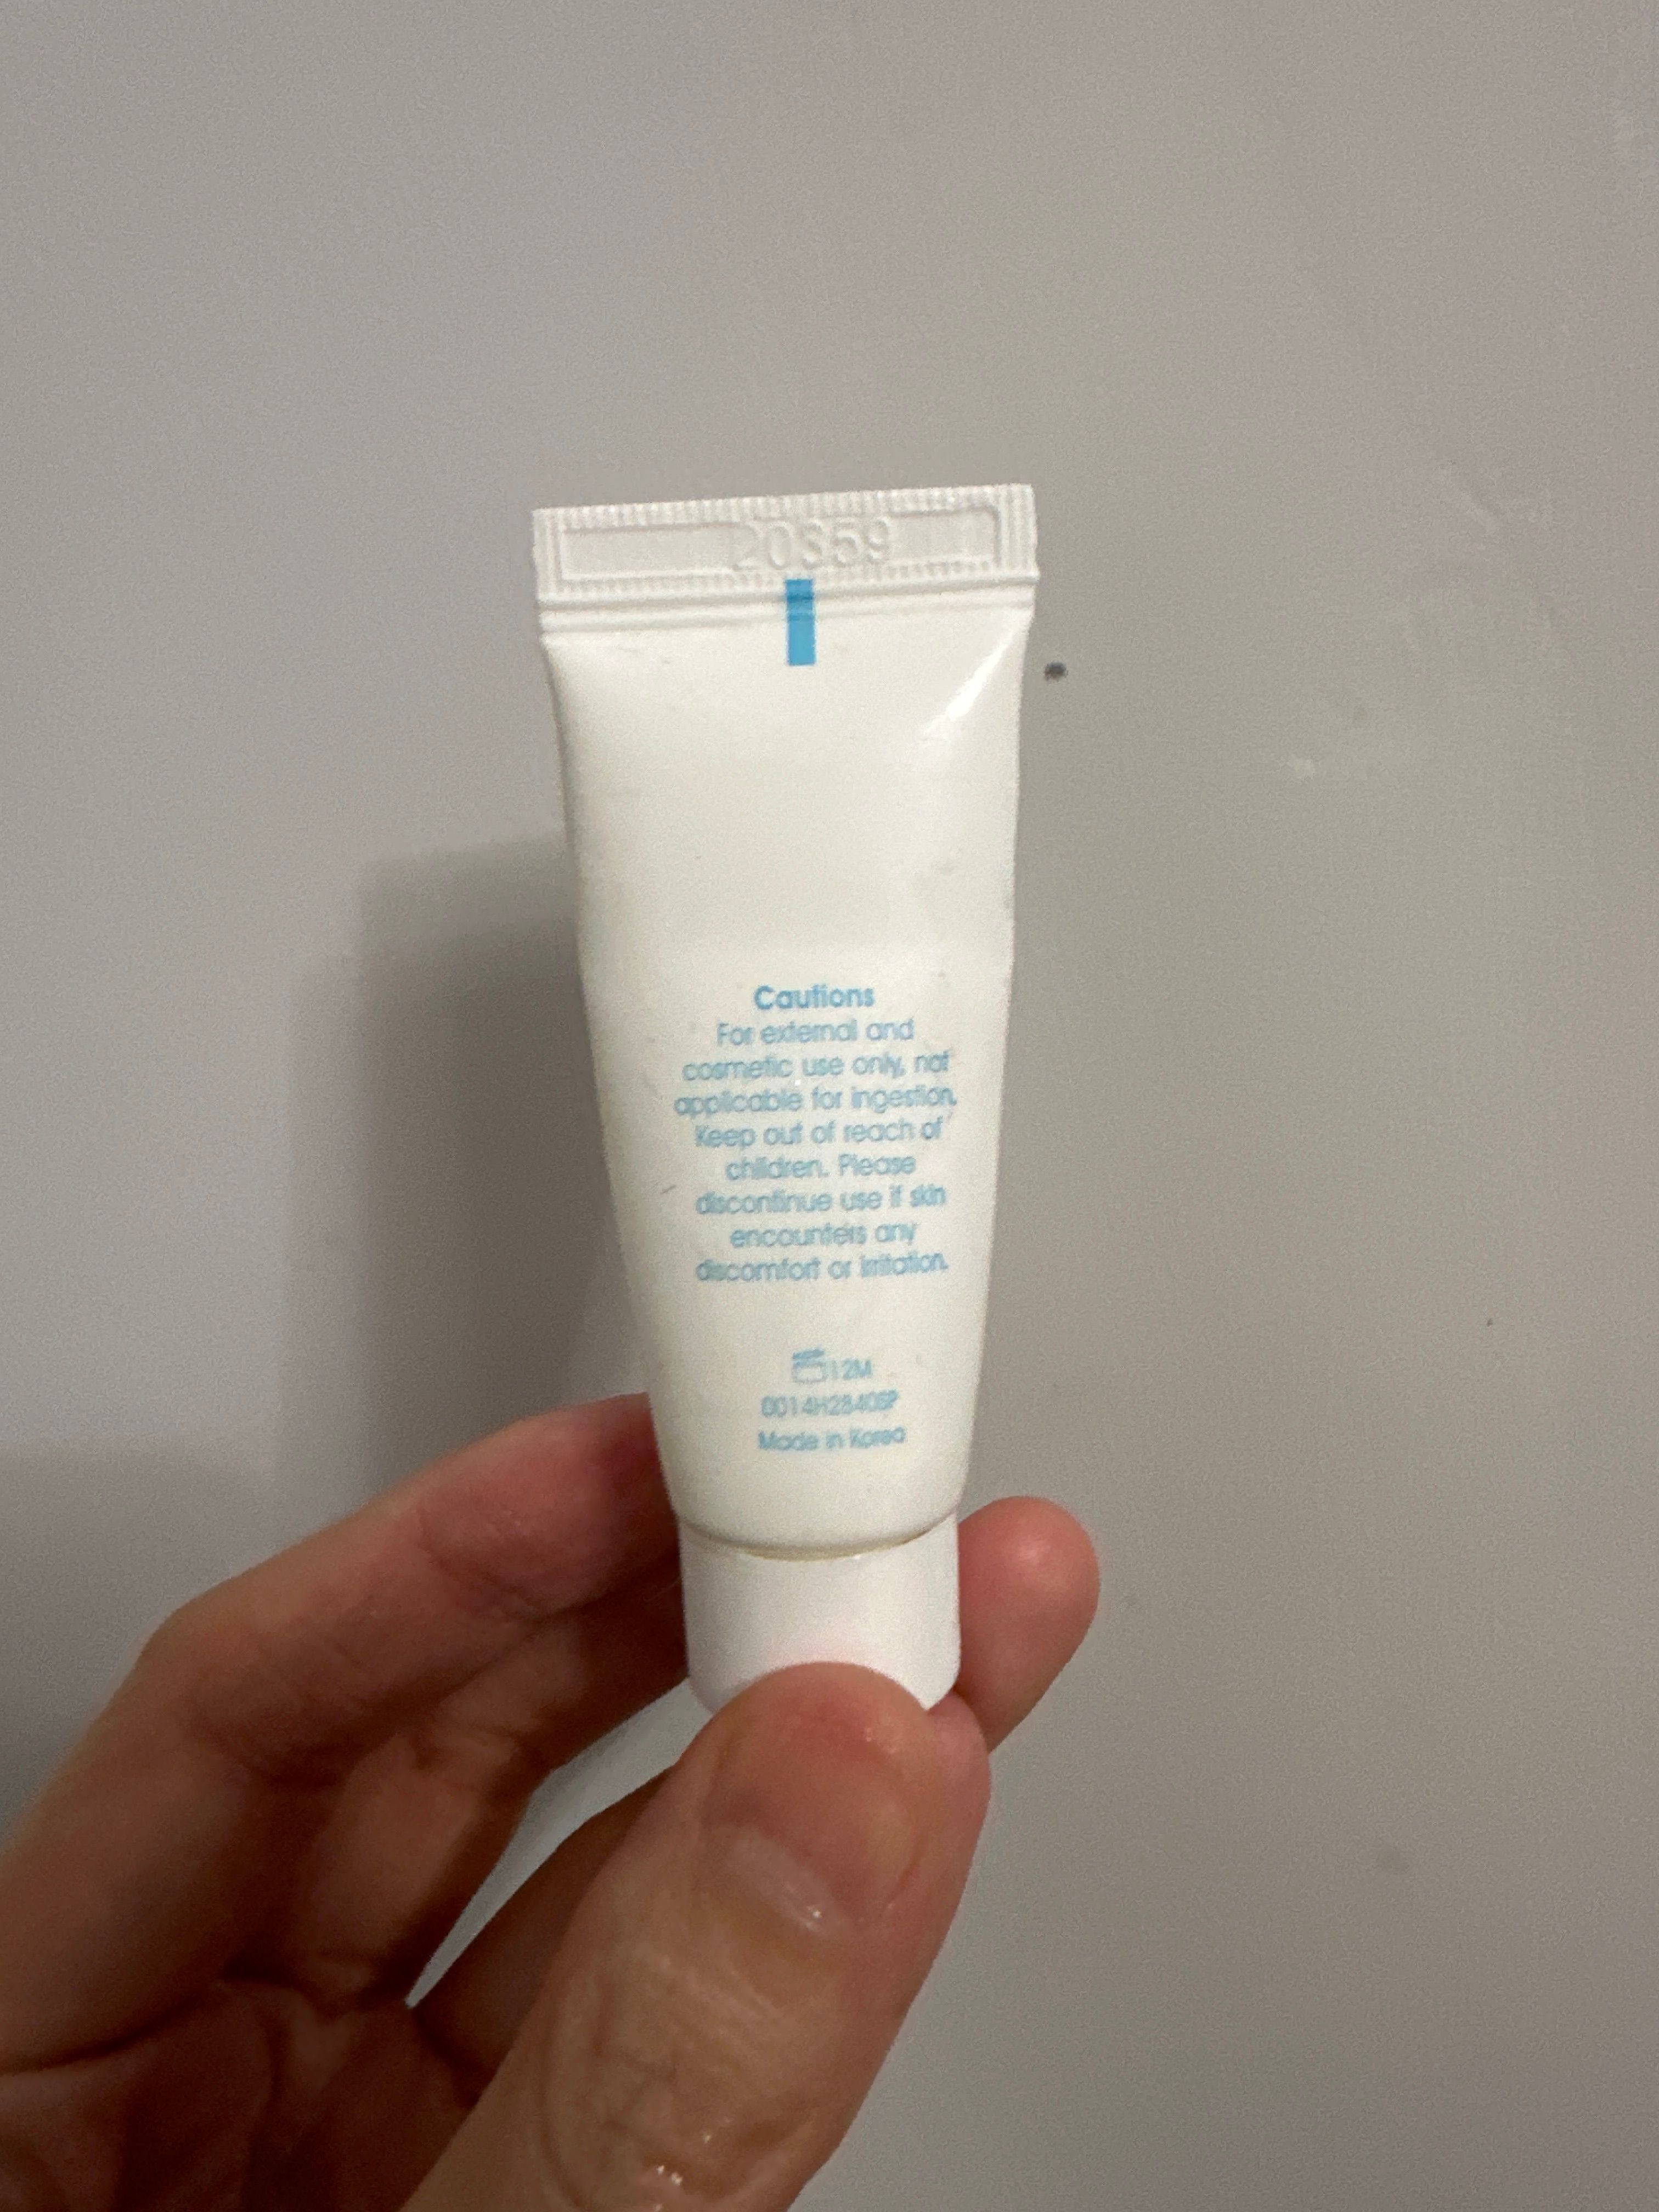 20359
Cautions
For external and
cosmetic use only, not
applicable for ingestion.
Keep out of reach of
children. Please
discontinue use if skin
encounters any
discomfort or irritation.
12M
0014H2840SP
Made in Korea